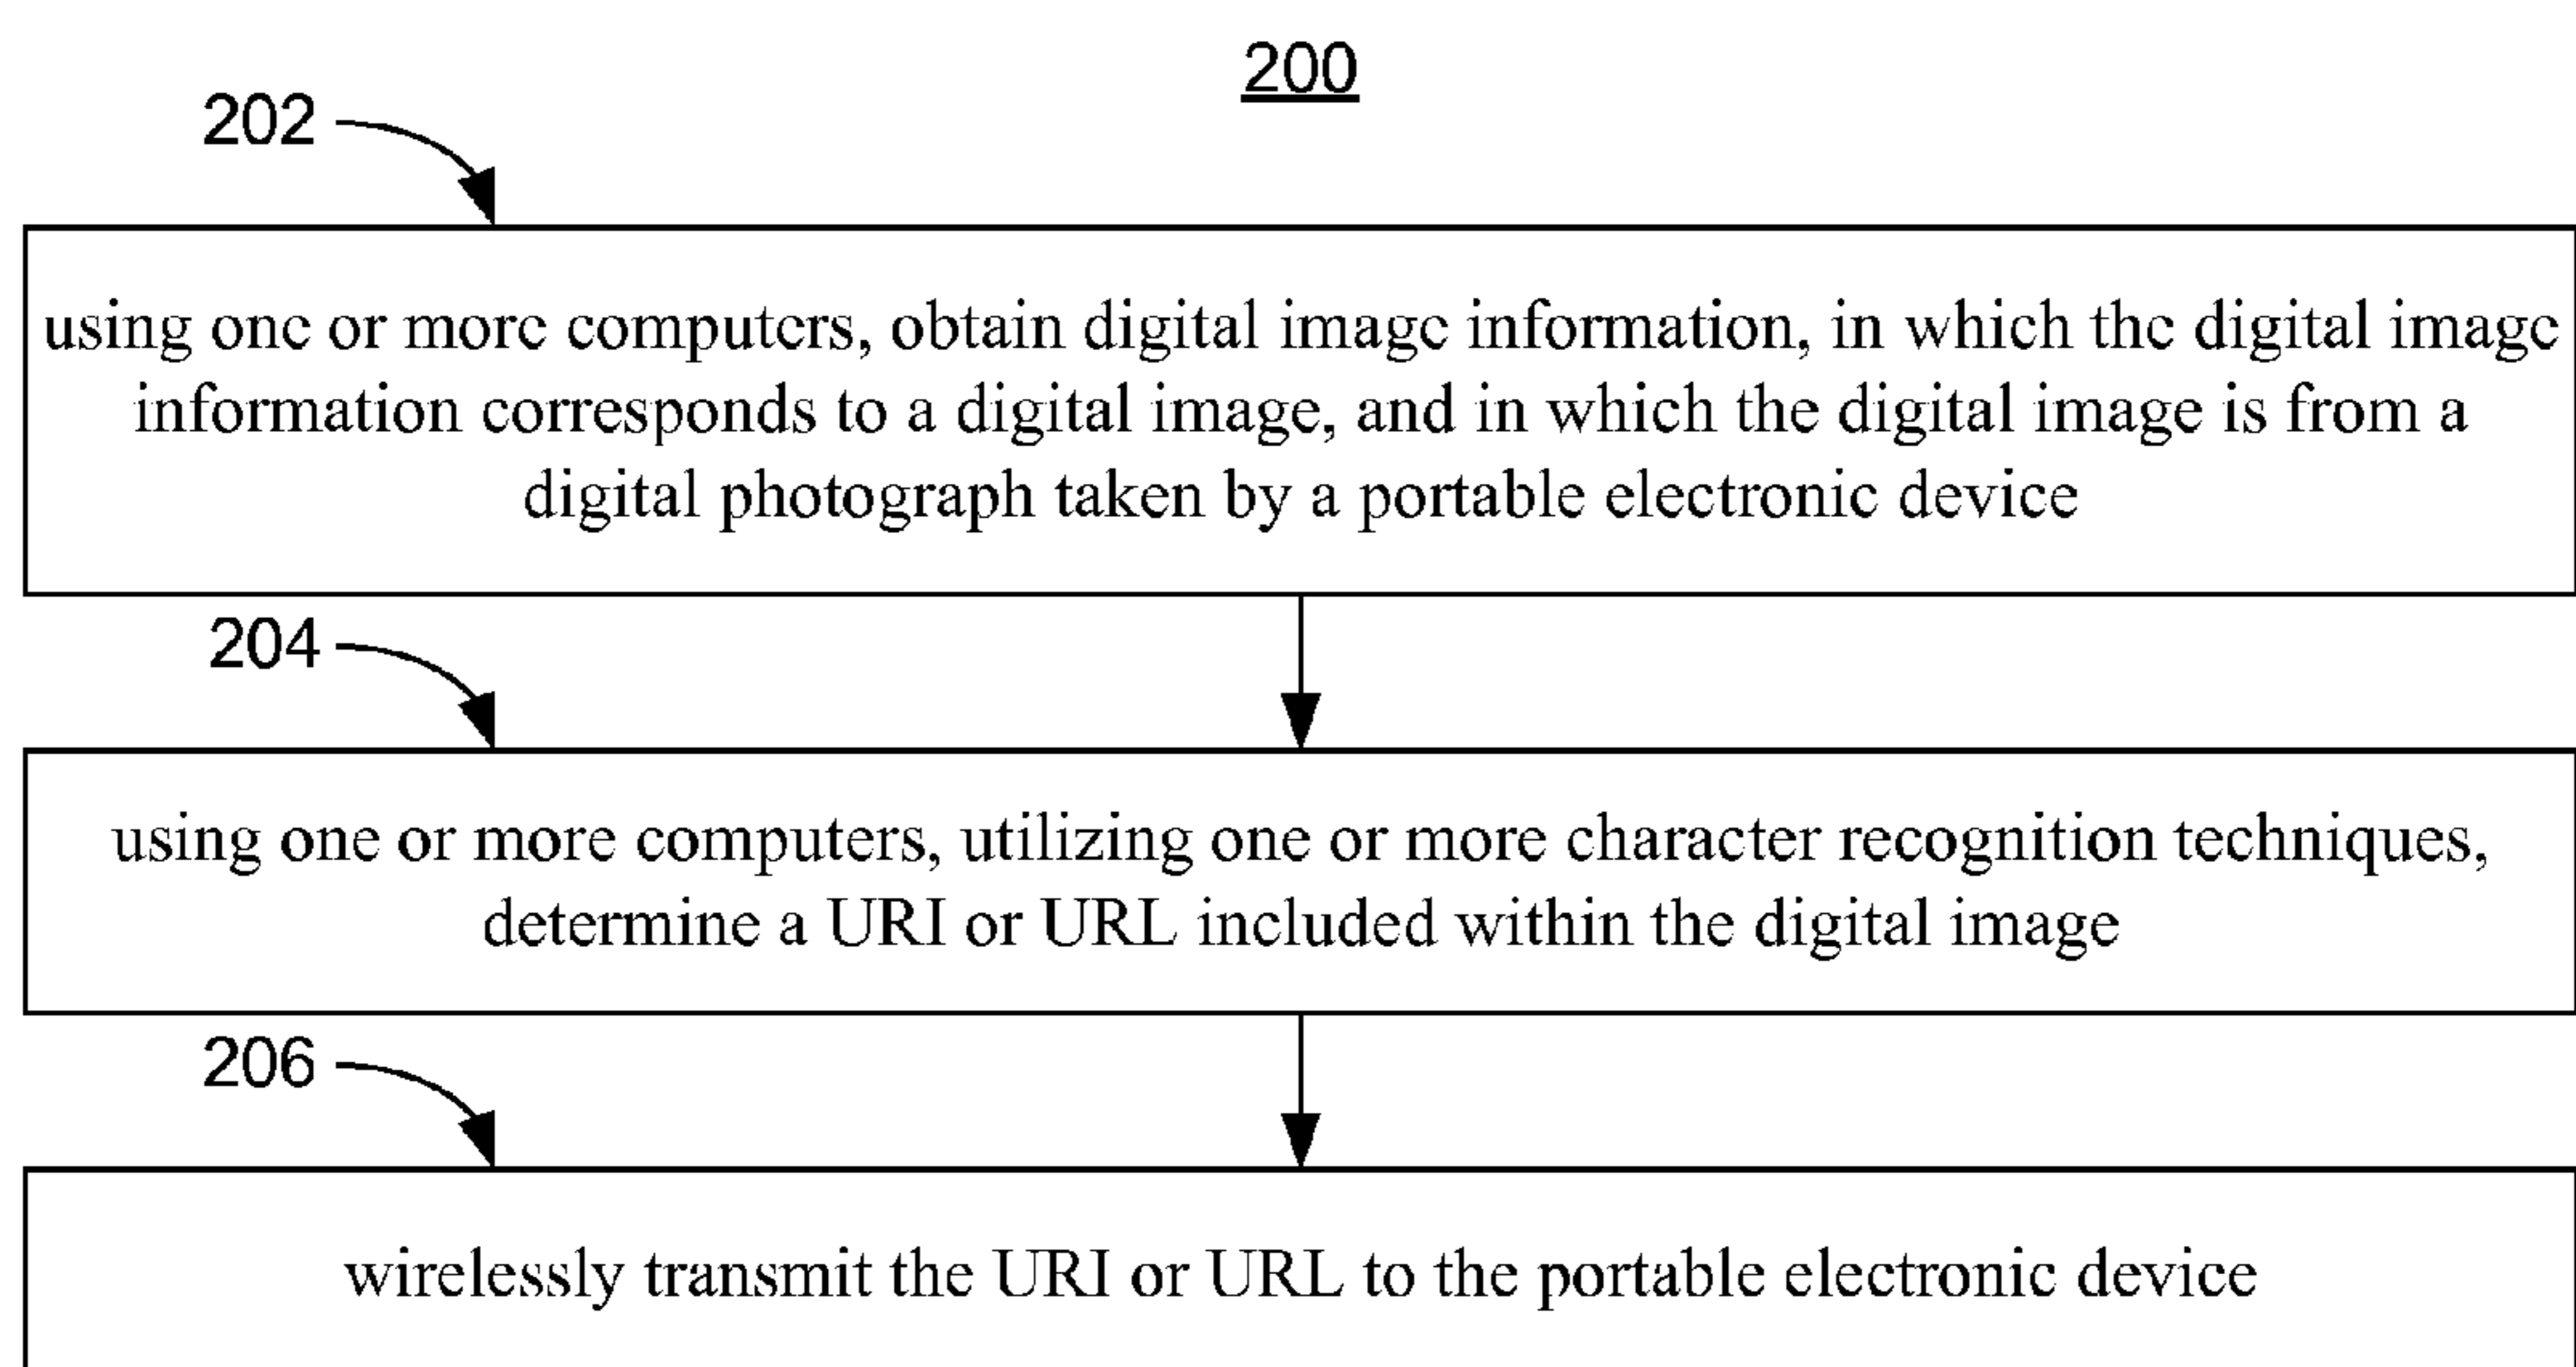 200
202
using one or more computers, obtain digital image information, in which the digital image
information corresponds to a digital image, and in which the digital image is from a
digital photograph taken by a portable electronic device
204
using one or more computers, utilizing one or more character recognition techniques,
determine a URI or URL included within the digital image
206
wirelessly transmit the URI or URL to the portable electronic device